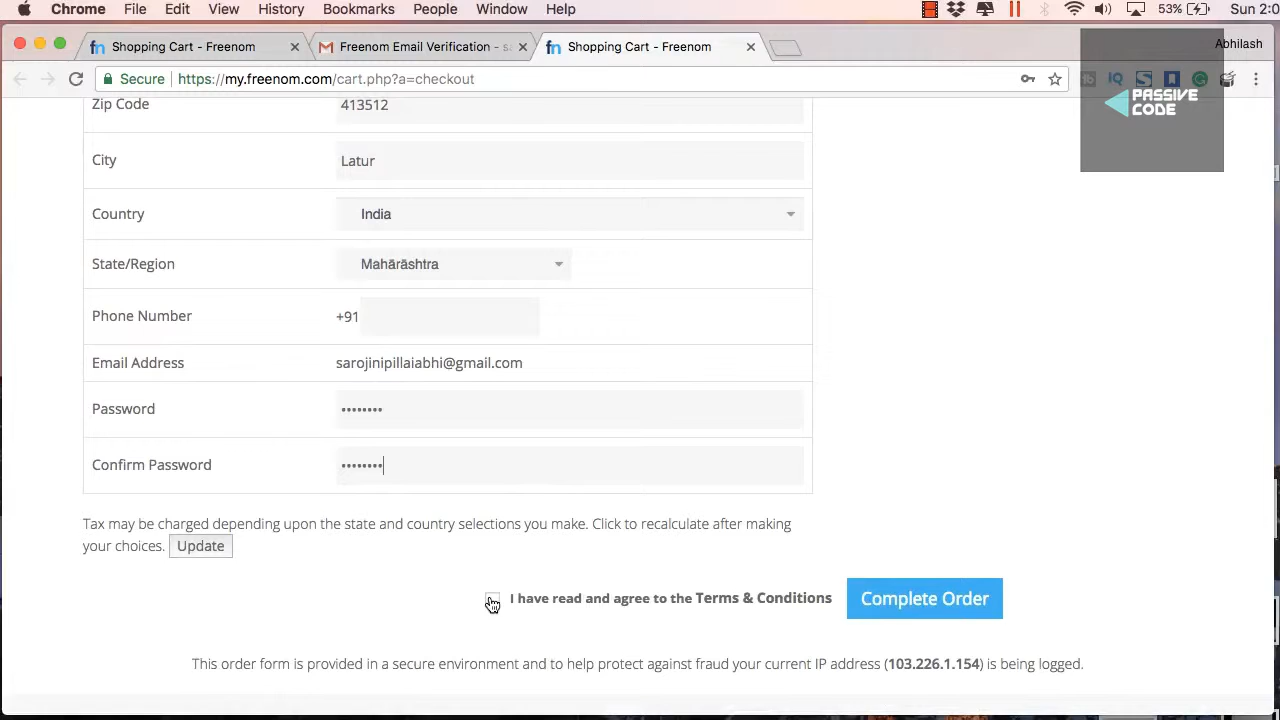 Chrome File Edit View History Bookmarks People Window Help 53% Sun 2:0
Shopping Cart - Freenom Freenom Email Verification - sa Shopping Cart - Freenom Abhilash
Secure https://my.freenom.com/cart.php?a=checkout
PASSIVE
CODE
Zip Code 413512
City Latur
Country India
State/Region Mahārāshtra
Phone Number +91
Email Address sarojinipillaiabhi@gmail.com
Password ••••••••
Confirm Password ••••••••
Tax may be charged depending upon the state and country selections you make. Click to recalculate after making
your choices. Update
I have read and agree to the Terms & Conditions Complete Order
This order form is provided in a secure environment and to help protect against fraud your current IP address (103.226.1.154) is being logged.